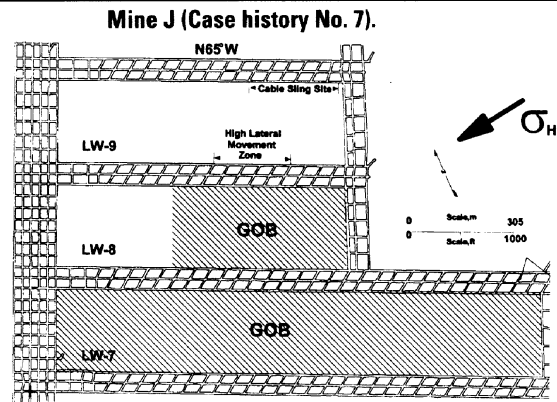 Mine J (Case history No. 7).
N65°W
Cable Sling Site
σH
High Lateral
Movement
Zone
LW-9
0 Scale,m 305
0 Scale,ft 1000
GOB
LW-8
GOB
LW-7